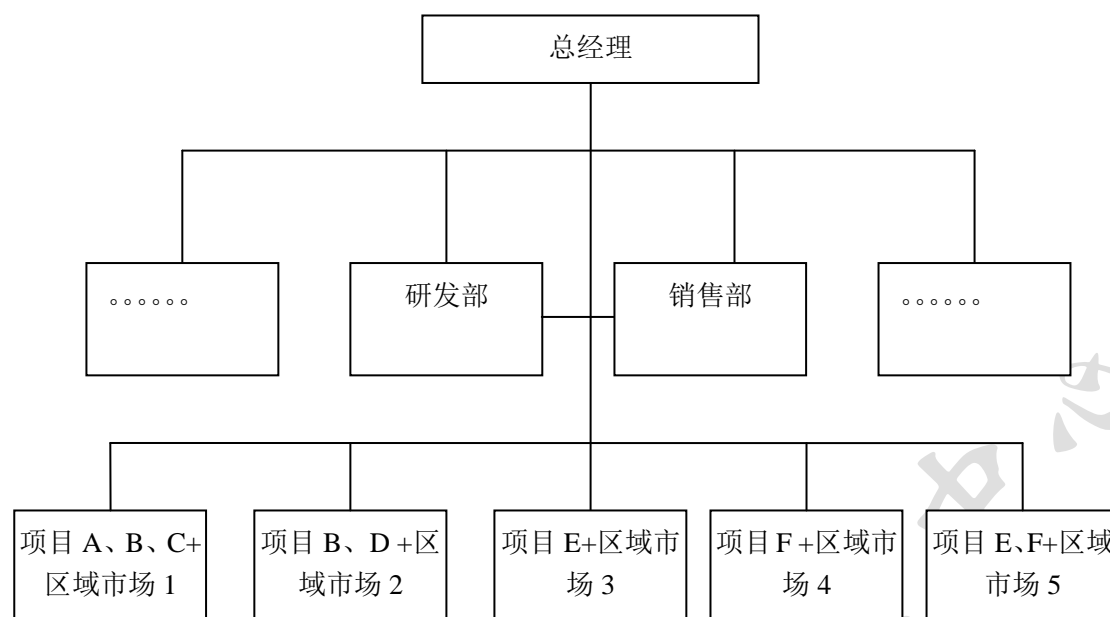 总经理
。。。。。。
研发部
销售部
。。。。。。
项目 A、B、C+
区域市场 1
项目 B、D +区
域市场 2
项目 E+区域市
场 3
项目 F +区域市
场 4
项目 E、F+区域
市场 5